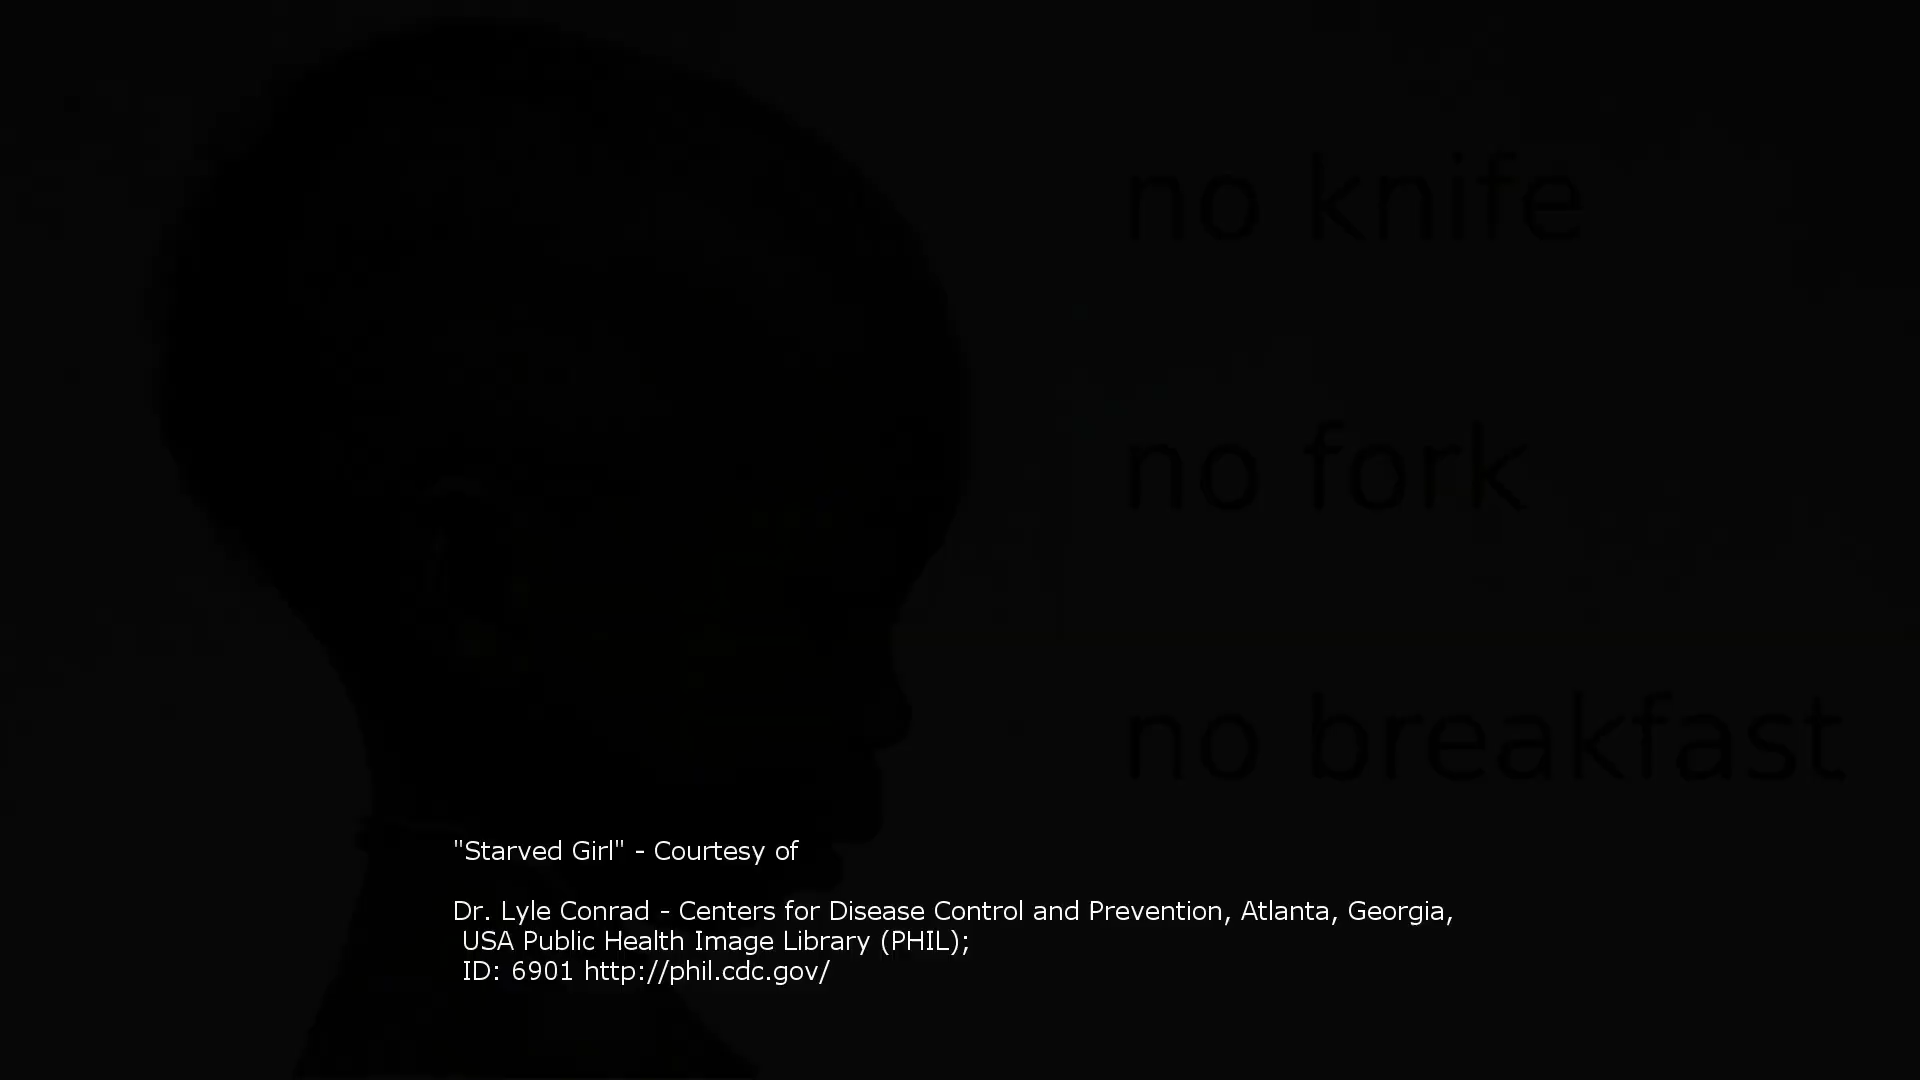 no knife
no fork
no breakfast
"Starved Girl" - Courtesy of
Dr. Lyle Conrad - Centers for Disease Control and Prevention, Atlanta, Georgia,
USA Public Health Image Library (PHIL);
ID: 6901 http://phil.cdc.gov/